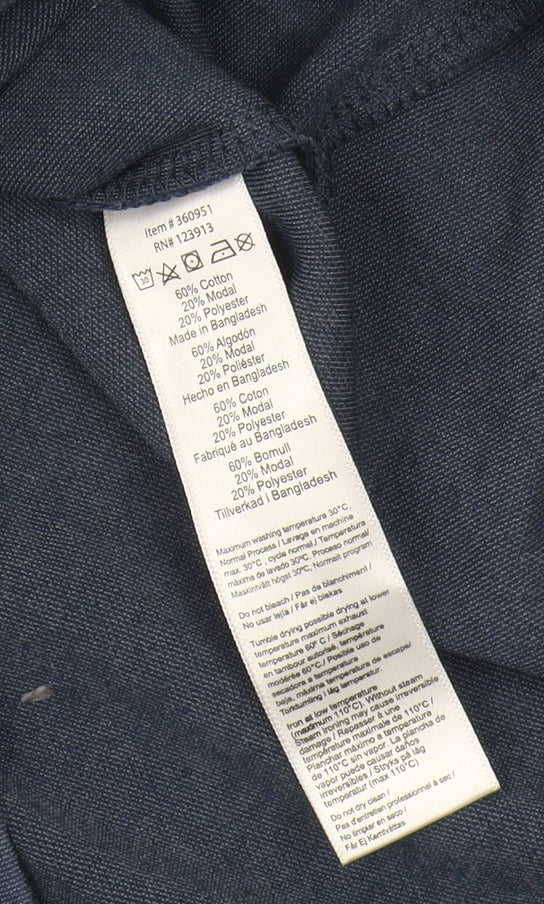 Item # 360951
RN# 123913
30
60% Cotton
20% Modal
20% Polyester
Made in Bangladesh
60% Algodón
20% Modal
20% Poliéster
Hecho en Bangladesh
60% Coton
20% Modal
20% Polyester
Fabriqué au Bangladesh
60% Bomull
20% Modal
20% Polyester
Tillverkad i Bangladesh
Maximum washing temperature 30°C.
Normal Process / Lavage en machine
max. 30°C . cycle normal / Temperatura
máxima de lavado 30ºC. Proceso normal/
Maskintvätt högst 30ºC, Normalt program
Do not bleach / Pas de blanchiment /
No usar lejía / Får ej blekas
Tumble drying possible drying at lower
temperature maximum exhaust
temperature 60° C / Séchage
en tambour autorisé, température
modérée 60°C / Posible uso de
secadora a temperatura
baja, máxima temperatura de escape/
Torktumling i låg temperatur.
Iron at low temperature
(maximum 110°C). Without steam
Steam ironing may cause irreversible
damage / Repasser à une
température maximale de 110°C /
Planchar máximo a temperatura
de 110°C sin vapor. La plancha de
vapor puede causar daños
irreversibles / Stryks på låg
temperatur (max 110°C)
Do not dry clean /
Pas d'entretien professionnel à sec /
No limpiar en seco /
Får Ej Kemtvättas